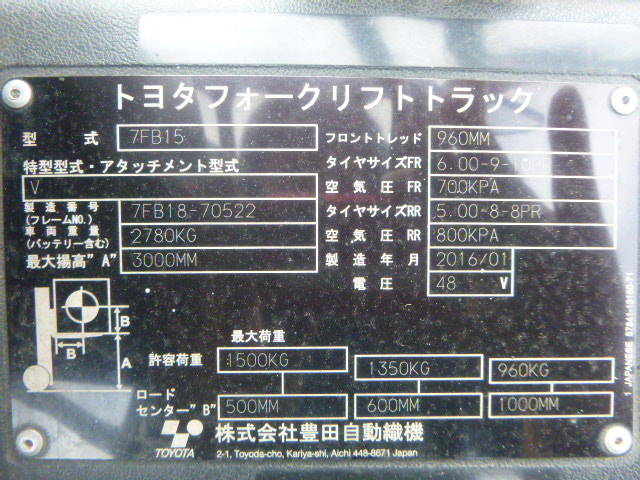 トヨタフォークリフトトラック
型 式 7FB15
特型型式・アタッチメント型式
V
製造番号
(フレームNO.) 7FB18-70522
車両重量
(バッテリー含む) 2780KG
最大揚高"A" 3000MM
フロントトレッド 960MM
タイヤサイズFR 6.00-9-10PR
空気圧 FR 700KPA
タイヤサイズRR 5.00-8-8PR
空気圧 RR 800KPA
製造年月 2016/01
電圧 48 V
B
B
A
最大荷重
許容荷重 1500KG 1350KG 960KG
ロード
センター"B" 500MM 600MM 1000MM
TOYOTA 株式会社豊田自動織機
2-1, Toyoda-cho, Kariya-shi, Aichi 448-8671 Japan
1 JAPANESE